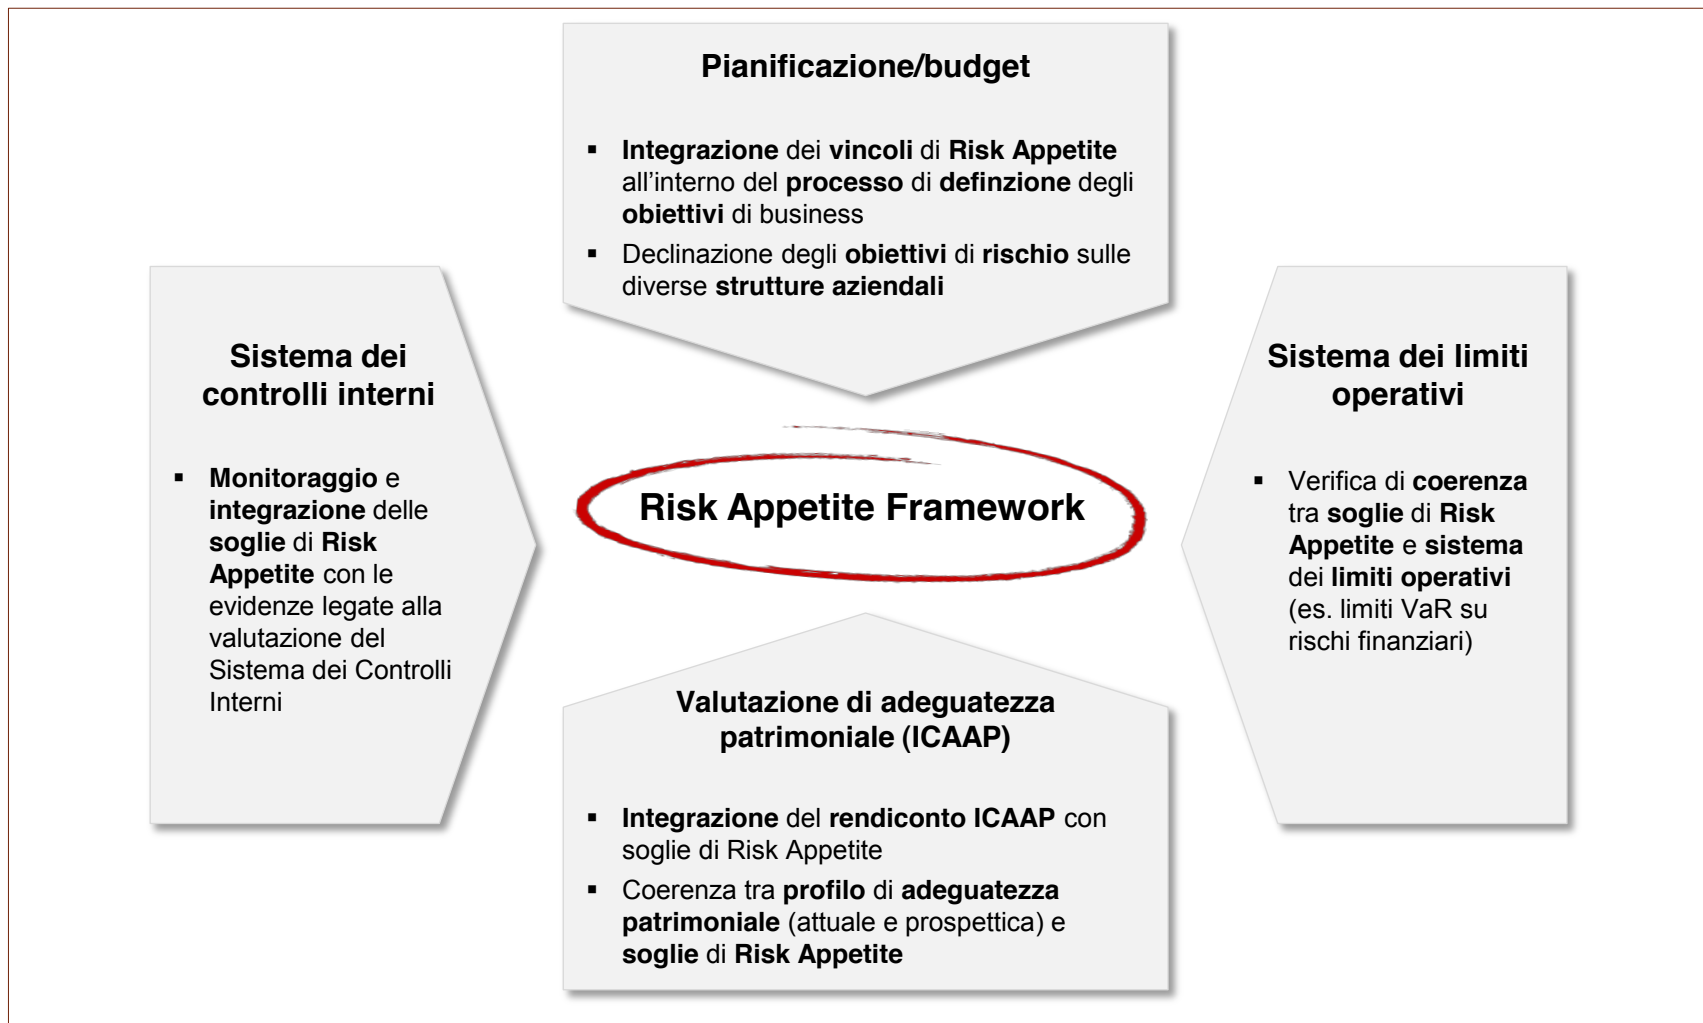 Pianificazione/budget
▪ Integrazione dei vincoli di Risk Appetite
all’interno del processo di definzione degli
obiettivi di business
▪ Declinazione degli obiettivi di rischio sulle
diverse strutture aziendali
Sistema dei
controlli interni
▪ Monitoraggio e
integrazione delle
soglie di Risk
Appetite con le
evidenze legate alla
valutazione del
Sistema dei Controlli
Interni
Risk Appetite Framework
Sistema dei limiti
operativi
▪ Verifica di coerenza
tra soglie di Risk
Appetite e sistema
dei limiti operativi
(es. limiti VaR su
rischi finanziari)
Valutazione di adeguatezza
patrimoniale (ICAAP)
▪ Integrazione del rendiconto ICAAP con
soglie di Risk Appetite
▪ Coerenza tra profilo di adeguatezza
patrimoniale (attuale e prospettica) e
soglie di Risk Appetite